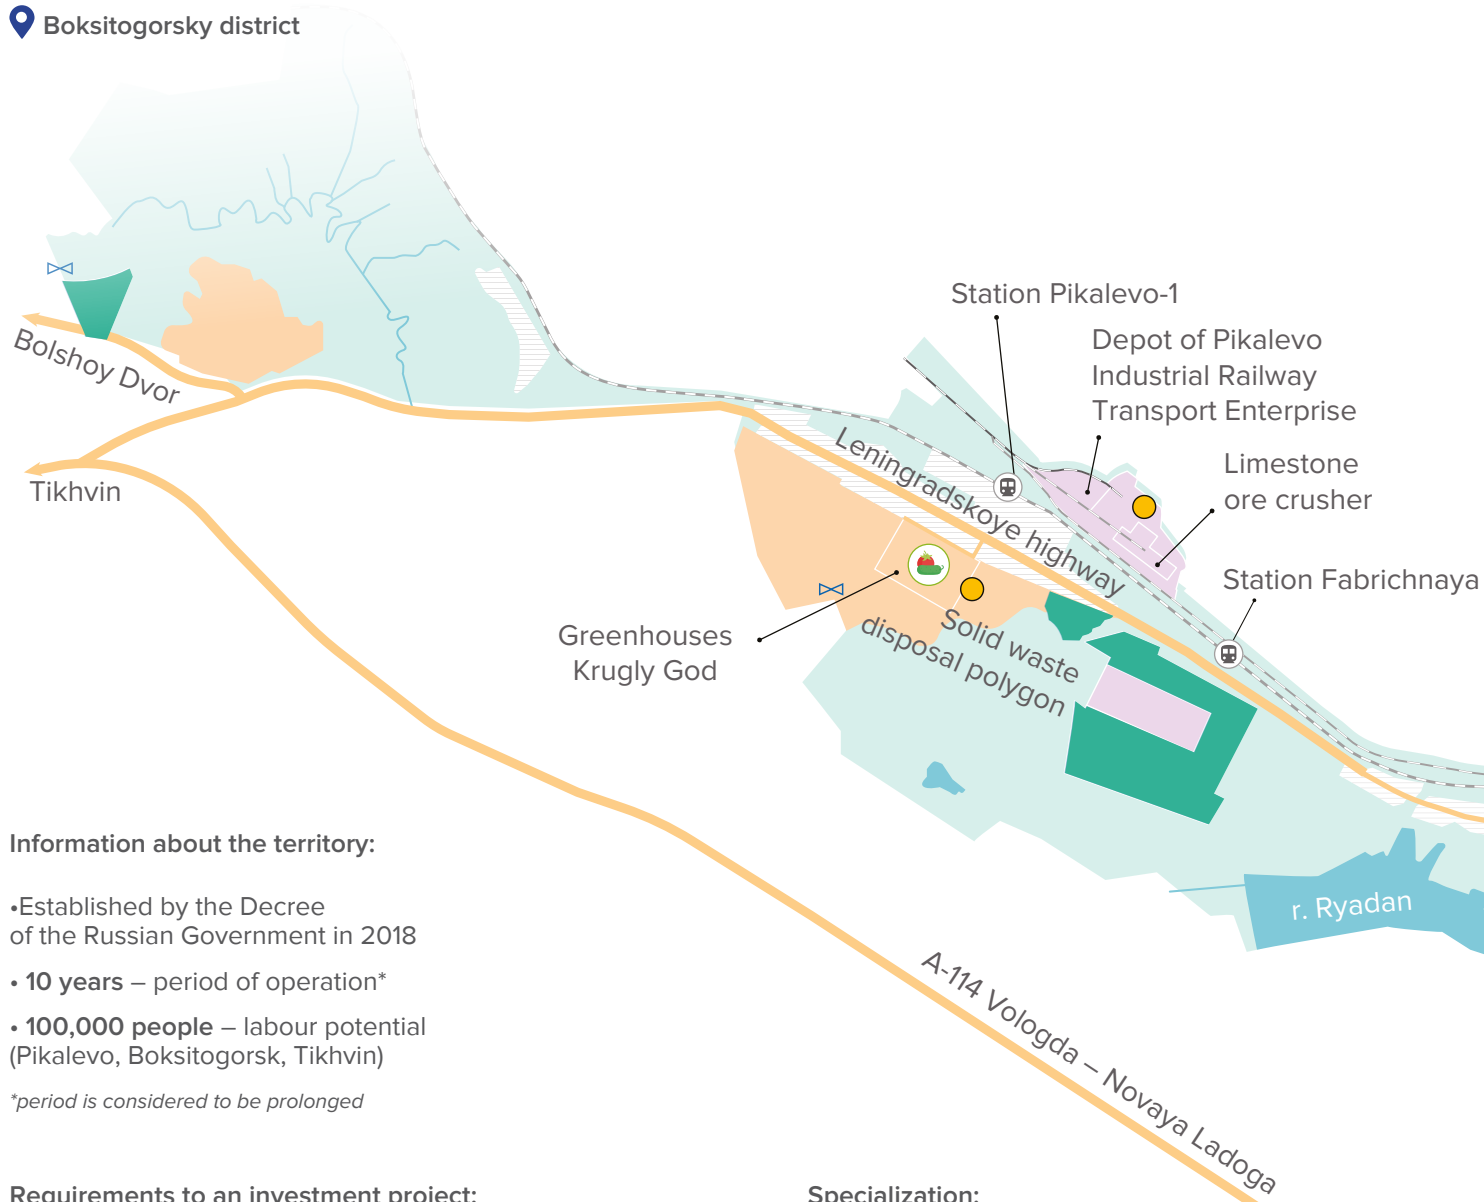 Boksitogorsky district
Station Pikalevo-1
Depot of Pikalevo
Industrial Railway
Transport Enterprise
Limestone
ore crusher
Station Fabrichnaya
Bolshoy Dvor
Tikhvin
Leningradskoye highway
Greenhouses
Krugly God
Solid waste
disposal polygon
r. Ryadan
A-114 Vologda – Novaya Ladoga
Information about the territory:
•Established by the Decree
of the Russian Government in 2018
• 10 years – period of operation*
• 100,000 people – labour potential
(Pikalevo, Boksitogorsk, Tikhvin)
*period is considered to be prolonged
Requirements to an investment project:
Specialization: